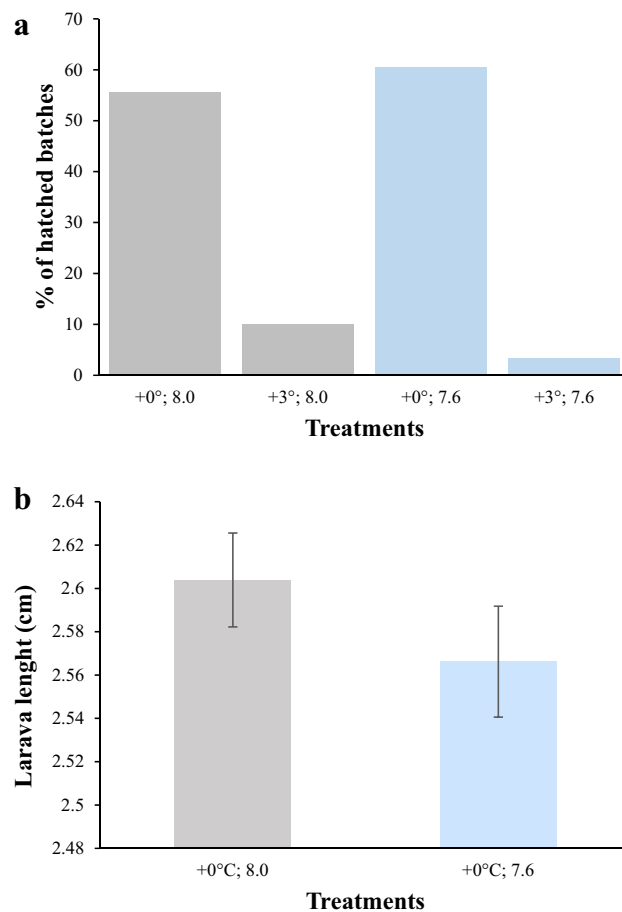 a
70
60
50
40
30
20
10
0
% of hatched batches
+0°; 8.0 +3°; 8.0 +0°; 7.6 +3°; 7.6
Treatments
b
2.64
2.62
2.6
2.58
2.56
2.54
2.52
2.5
2.48
Larava lenght (cm)
+0°C; 8.0 +0°C; 7.6
Treatments